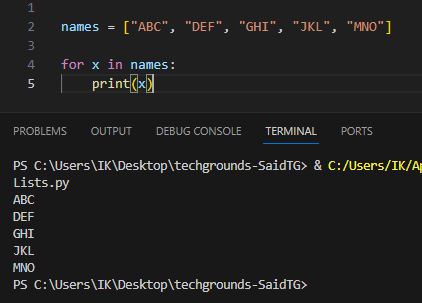 1
2 names = ["ABC", "DEF", "GHI", "JKL", "MNO"]
3
4 for x in names:
5     print(x)
PROBLEMS OUTPUT DEBUG CONSOLE TERMINAL PORTS
PS C:\Users\IK\Desktop\techgrounds-SaidTG> & C:/Users/IK/Ap
Lists.py
ABC
DEF
GHI
JKL
MNO
PS C:\Users\IK\Desktop\techgrounds-SaidTG>